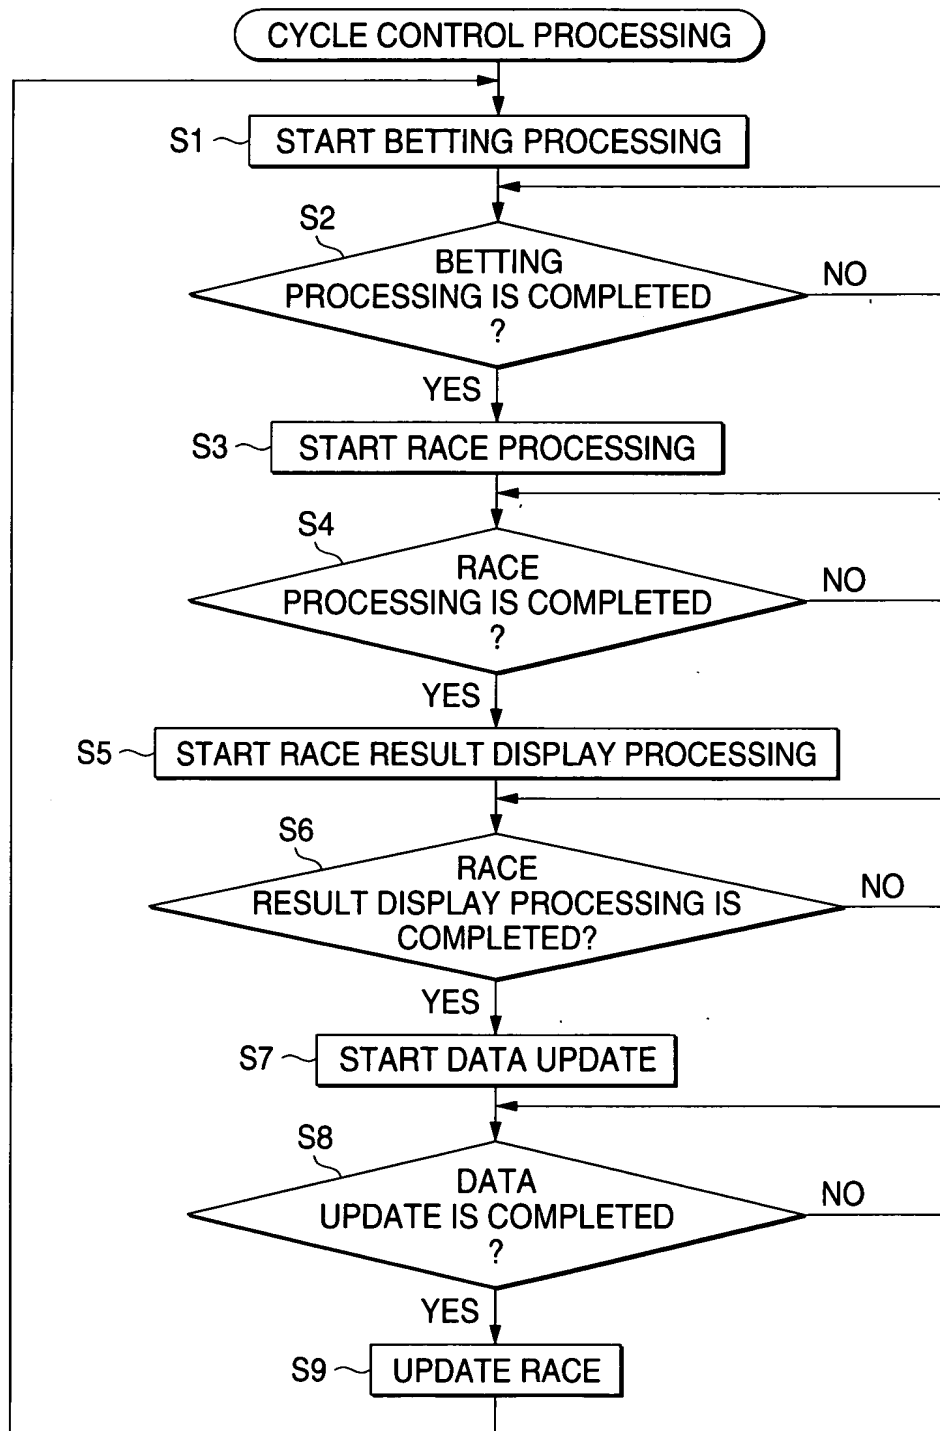 CYCLE CONTROL PROCESSING
S1
START BETTING PROCESSING
S2
BETTING
PROCESSING IS COMPLETED
?
NO
YES
S3
START RACE PROCESSING
S4
RACE
PROCESSING IS COMPLETED
?
NO
YES
S5
START RACE RESULT DISPLAY PROCESSING
S6
RACE
RESULT DISPLAY PROCESSING IS
COMPLETED?
NO
YES
S7
START DATA UPDATE
S8
DATA
UPDATE IS COMPLETED
?
NO
YES
S9
UPDATE RACE